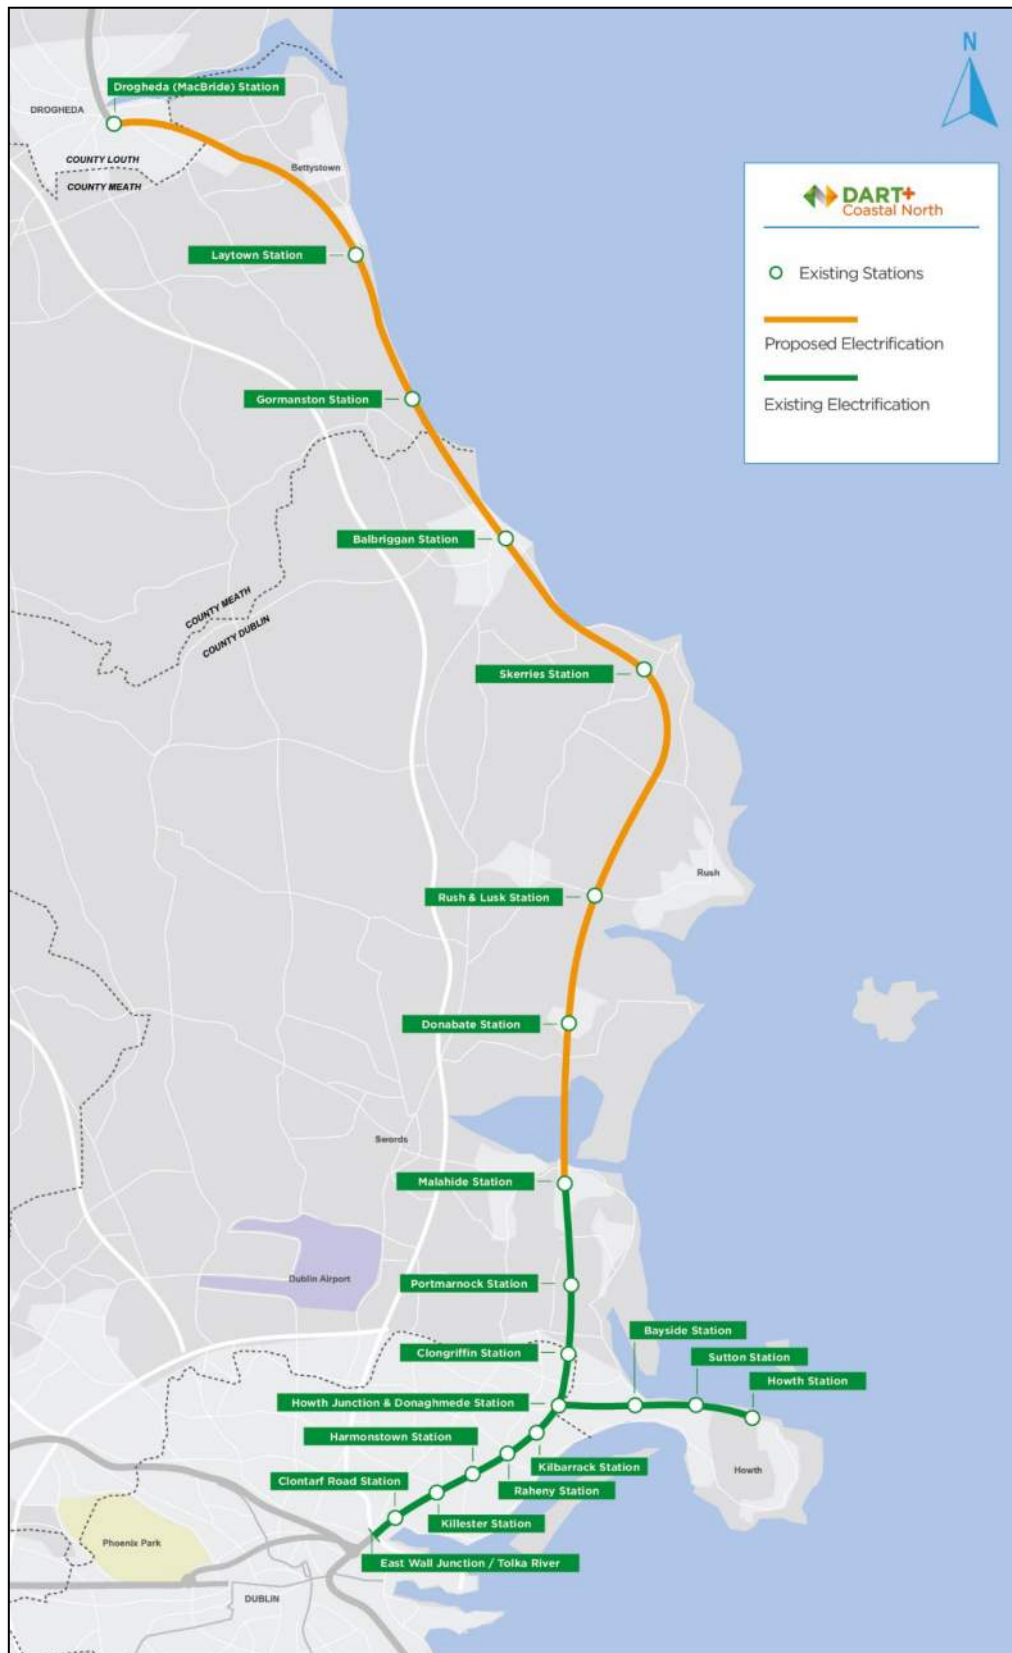 N
Drogheda (MacBride) Station
DROGHEDA
COUNTY LOUTH
COUNTY MEATH
Bettystown
DART+
Coastal North
Existing Stations
Proposed Electrification
Existing Electrification
Laytown Station
Gormanston Station
Balbriggan Station
COUNTY MEATH
COUNTY DUBLIN
Skerries Station
Rush
Rush & Lusk Station
Donabate Station
Swords
Malahide Station
Dublin Airport
Portmarnock Station
Bayside Station
Clongriffin Station
Sutton Station
Howth Station
Howth Junction & Donaghmede Station
Harmonstown Station
Kilbarrack Station
Howth
Clontarf Road Station
Raheny Station
Killester Station
Phoenix Park
East Wall Junction / Tolka River
DUBLIN